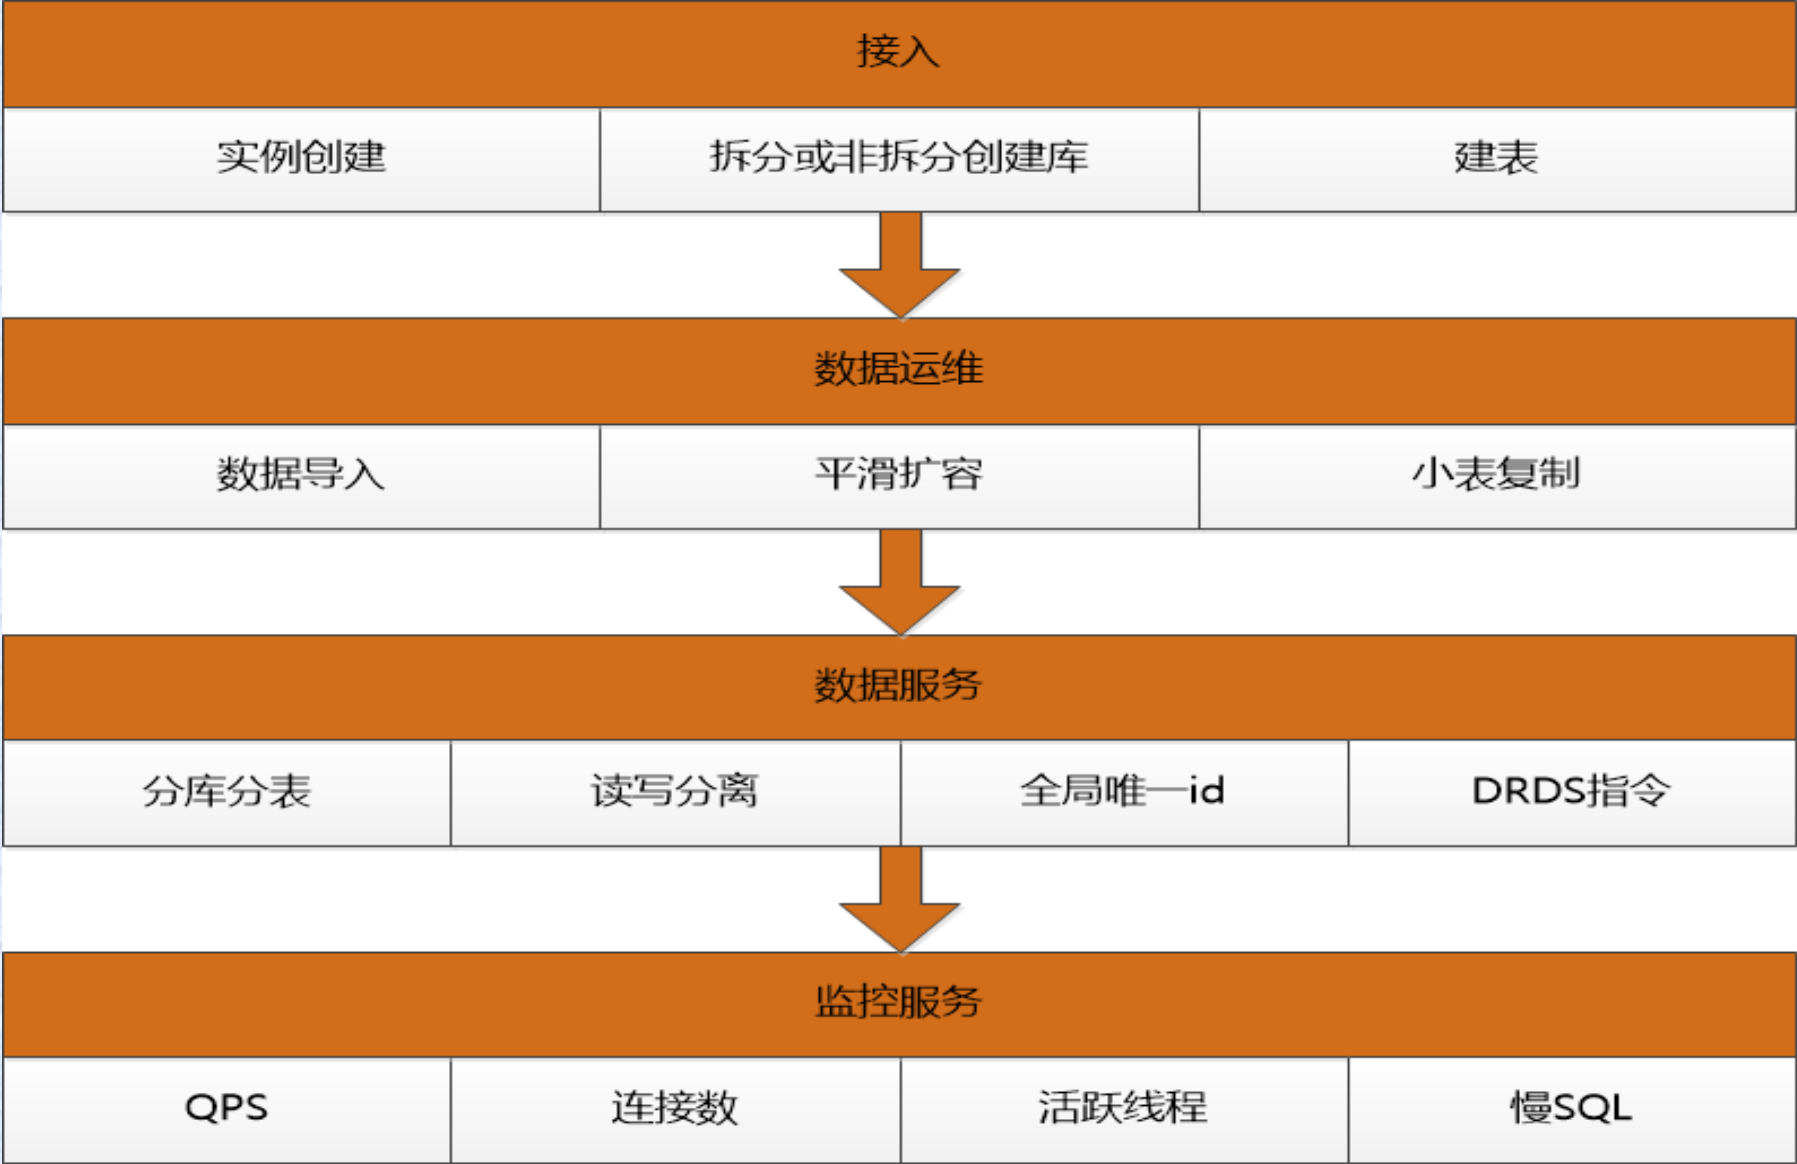 接入
实例创建
拆分或非拆分创建库
建表
数据运维
数据导入
平滑扩容
小表复制
数据服务
分库分表
读写分离
全局唯一id
DRDS指令
监控服务
QPS
连接数
活跃线程
慢SQL